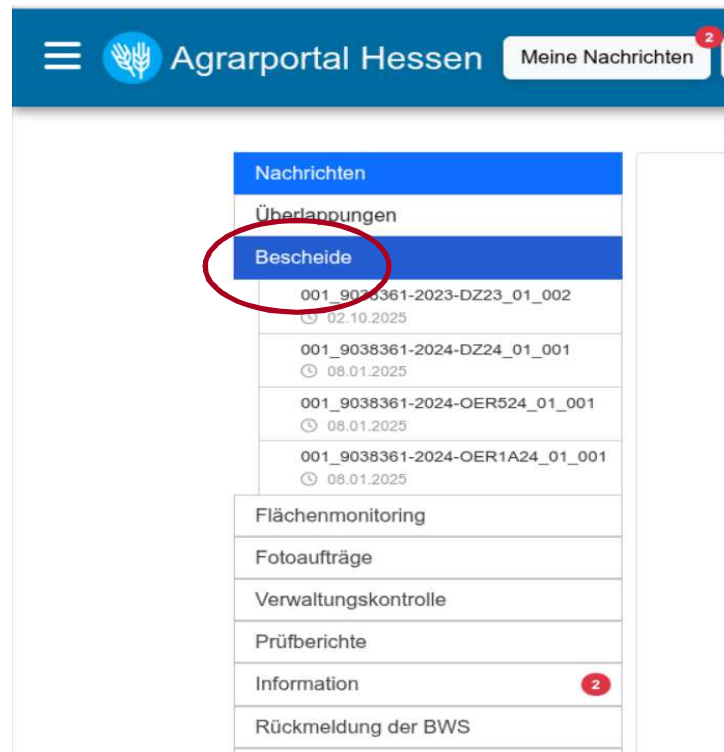 Agrarportal Hessen
Meine Nachrichten
2
Nachrichten
Überlappungen
Bescheide
001_9038361-2023-DZ23_01_002
02.10.2025
001_9038361-2024-DZ24_01_001
08.01.2025
001_9038361-2024-OER524_01_001
08.01.2025
001_9038361-2024-OER1A24_01_001
08.01.2025
Flächenmonitoring
Fotoaufträge
Verwaltungskontrolle
Prüfberichte
Information
2
Rückmeldung der BWS